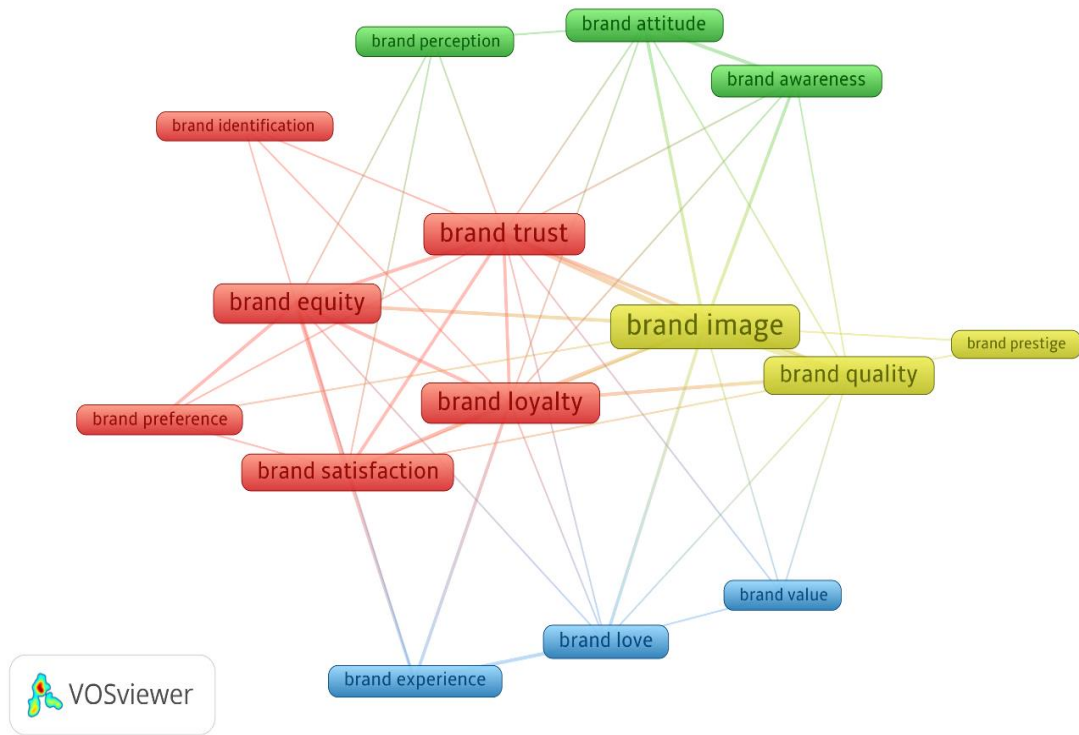 brand attitude
brand perception
brand awareness
brand identification
brand trust
brand equity
brand image
brand prestige
brand quality
brand loyalty
brand preference
brand satisfaction
brand value
brand love
brand experience
VOSviewer